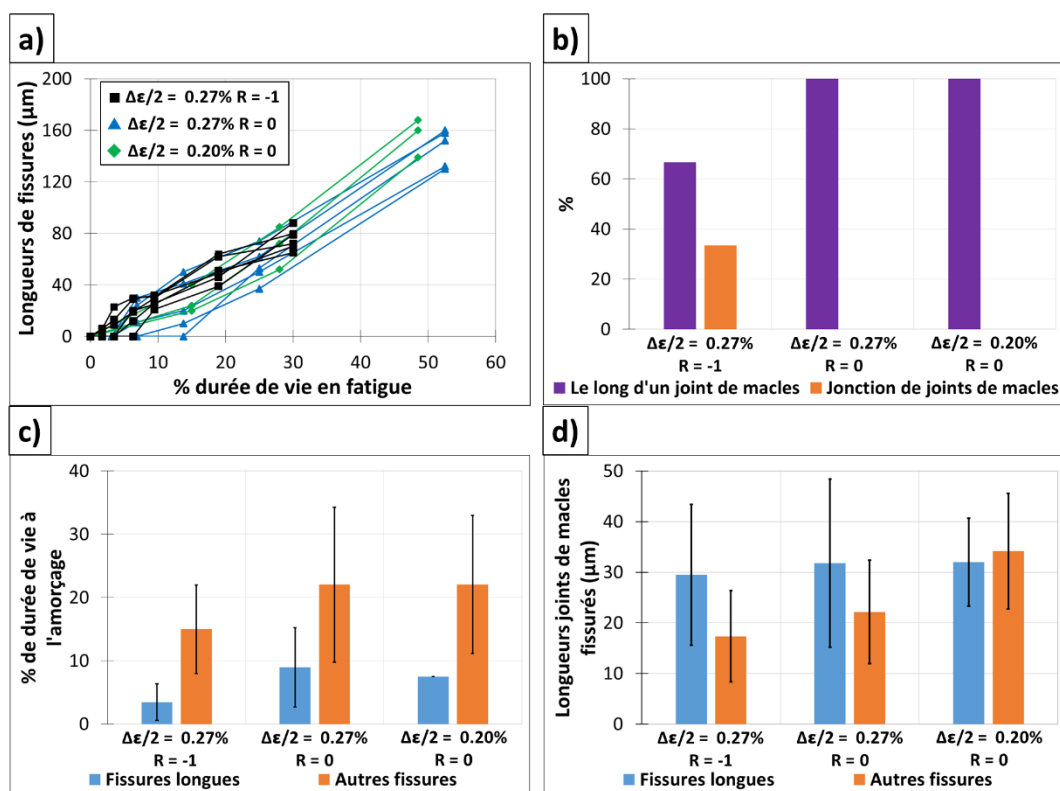 a)
Longueurs de fissures (µm)
200
160
120
80
40
0
Δε/2 = 0.27% R = -1
Δε/2 = 0.27% R = 0
Δε/2 = 0.20% R = 0
0 10 20 30 40 50 60
% durée de vie en fatigue
b)
%
100
80
60
40
20
0
Δε/2 = 0.27% Δε/2 = 0.27% Δε/2 = 0.20%
R = -1 R = 0 R = 0
Le long d'un joint de macles Jonction de joints de macles
c)
% de durée de vie à
l'amorçage
40
30
20
10
0
Δε/2 = 0.27% Δε/2 = 0.27% Δε/2 = 0.20%
R = -1 R = 0 R = 0
Fissures longues Autres fissures
d)
Longueurs joints de macles
fissurés (µm)
50
40
30
20
10
0
Δε/2 = 0.27% Δε/2 = 0.27% Δε/2 = 0.20%
R = -1 R = 0 R = 0
Fissures longues Autres fissures